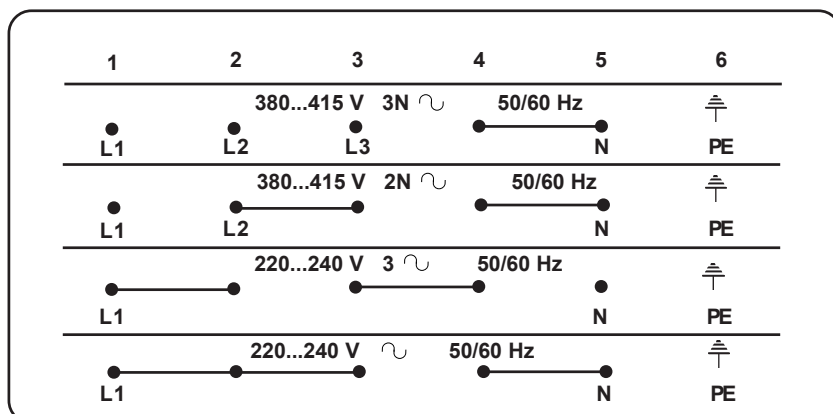 1 2 3 4 5 6
380...415 V 3N 50/60 Hz
L1 L2 L3 N PE
380...415 V 2N 50/60 Hz
L1 L2 N PE
220...240 V 3 50/60 Hz
L1 N PE
220...240 V 50/60 Hz
L1 N PE